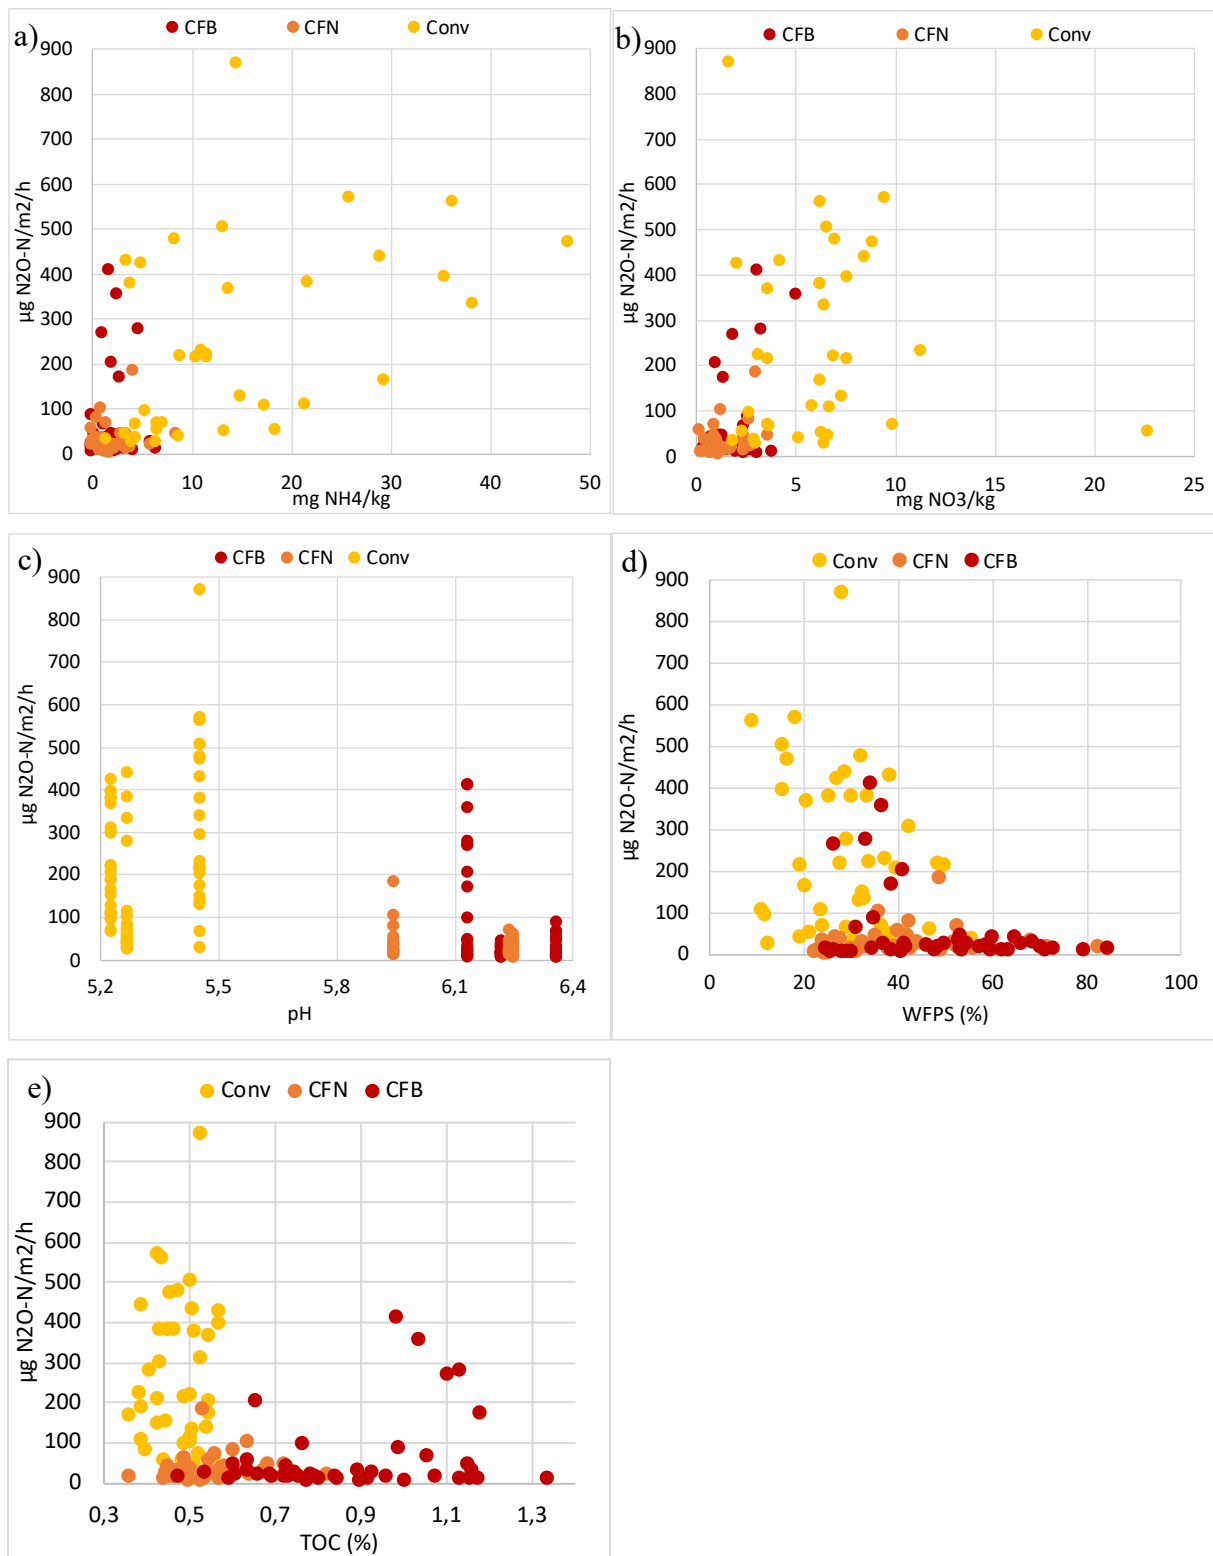 a)
CFB CFN Conv
µg N2O-N/m2/h
900
800
700
600
500
400
300
200
100
0
0 10 20 30 40 50
mg NH4/kg
b)
CFB CFN Conv
µg N2O-N/m2/h
900
800
700
600
500
400
300
200
100
0
0 5 10 15 20 25
mg NO3/kg
c)
CFB CFN Conv
µg N2O-N/m2/h
900
800
700
600
500
400
300
200
100
0
5,2 5,5 5,8 6,1 6,4
pH
d)
Conv CFN CFB
µg N2O-N/m2/h
900
800
700
600
500
400
300
200
100
0
0 20 40 60 80 100
WFPS (%)
e)
Conv CFN CFB
µg N2O-N/m2/h
900
800
700
600
500
400
300
200
100
0
0,3 0,5 0,7 0,9 1,1 1,3
TOC (%)